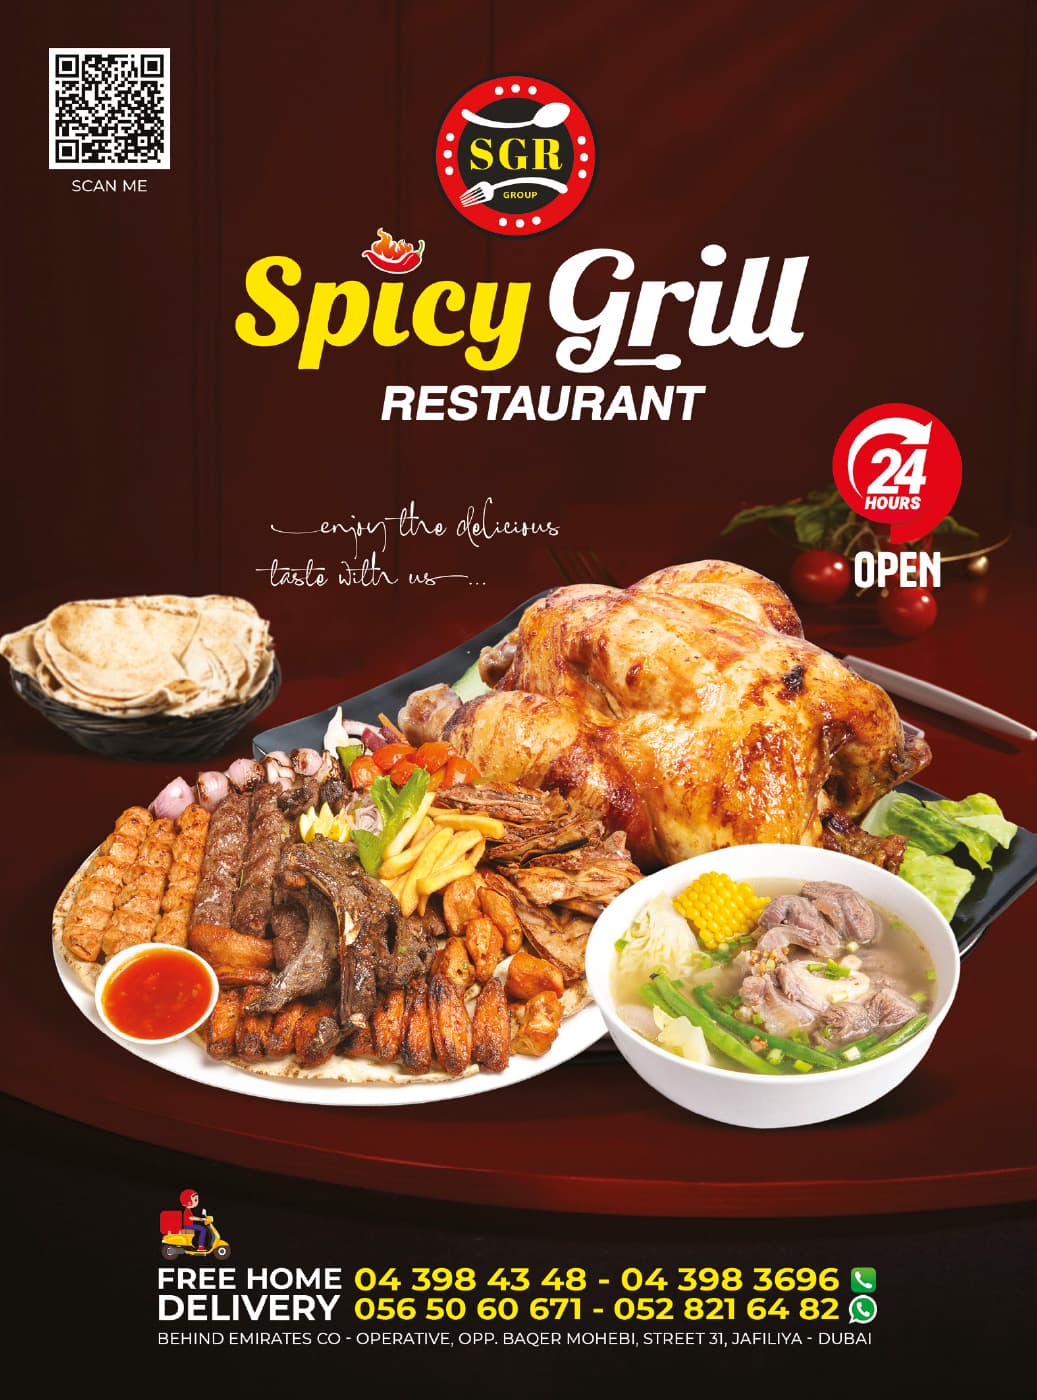 SCAN ME
SGR
GROUP
Spicy Grill
RESTAURANT
24
HOURS
OPEN
enjoy the delicious
taste with us...
FREE HOME 04 398 43 48 - 04 398 3696
DELIVERY 056 50 60 671 - 052 821 64 82
BEHIND EMIRATES CO - OPERATIVE, OPP. BAQER MOHEBI, STREET 31, JAFILIYA - DUBAI